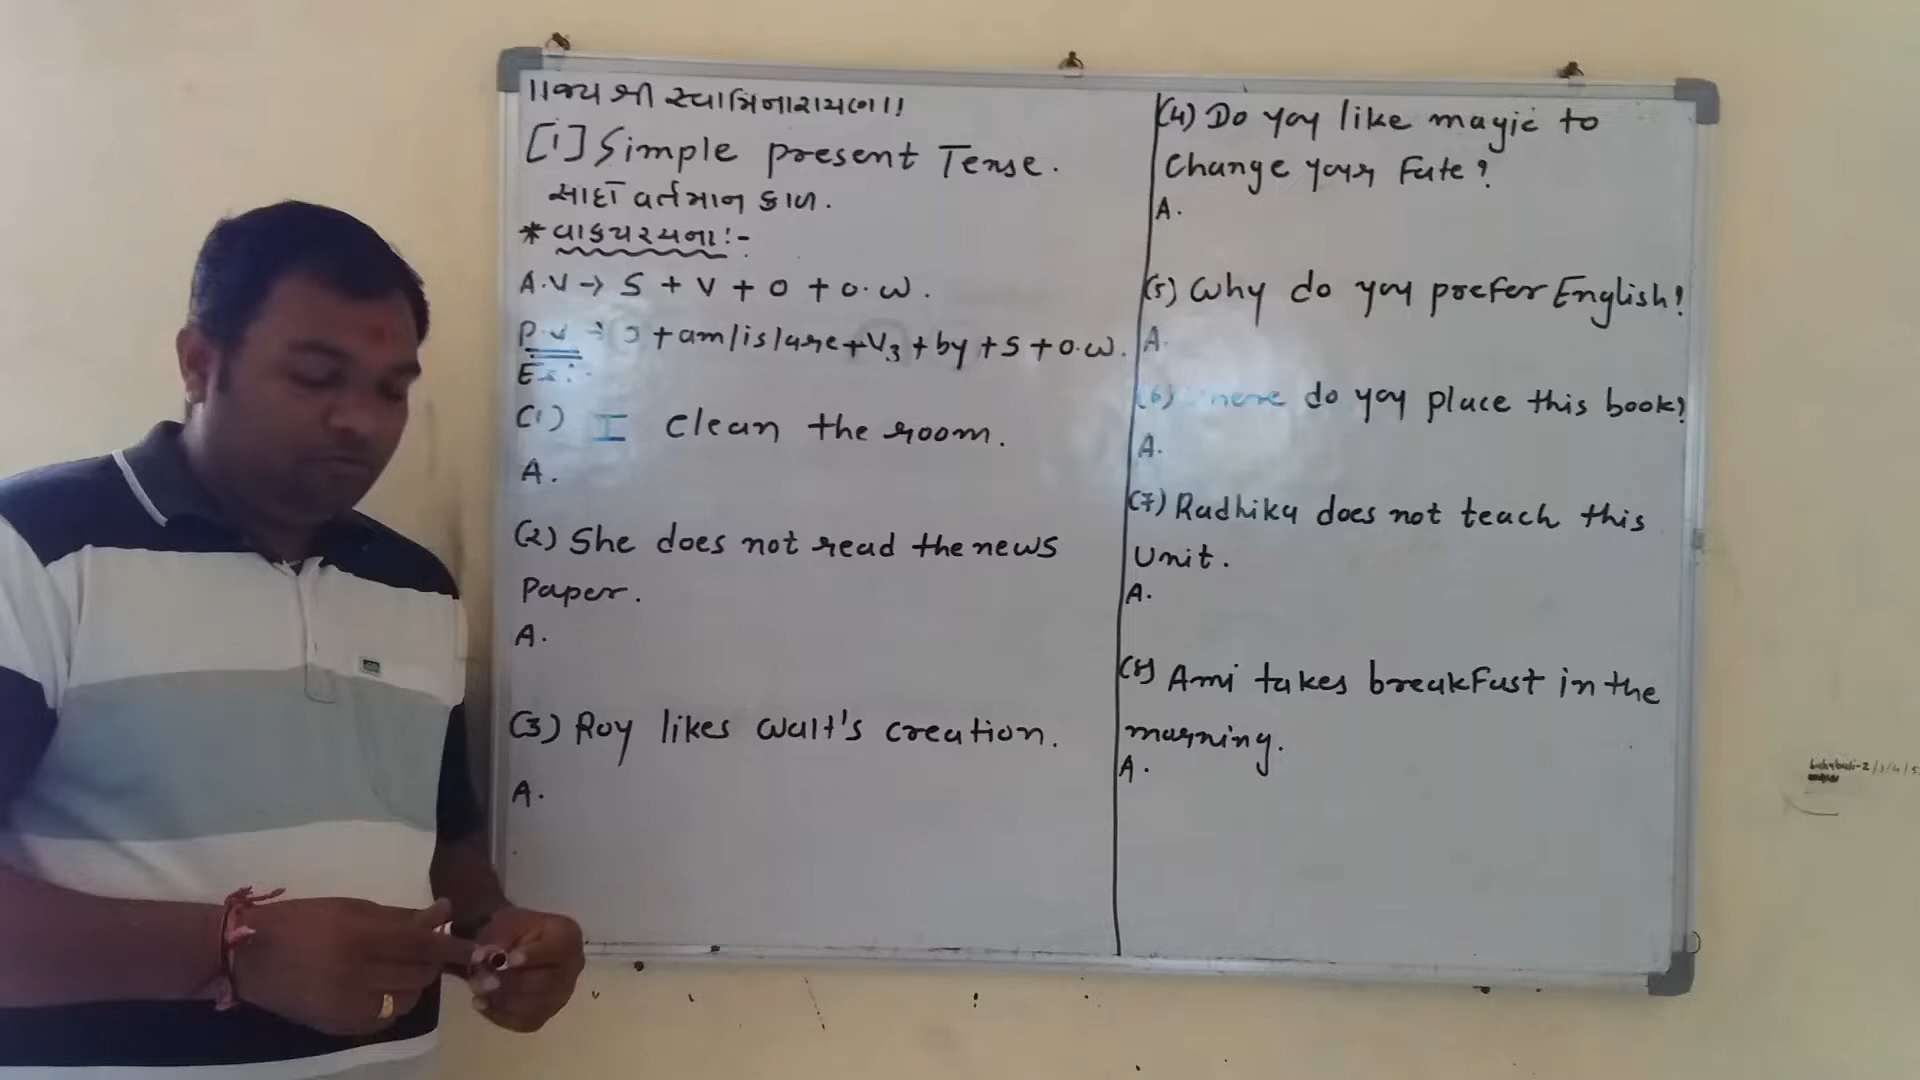 ।।જય શ્રી સ્વામિનારાયણ।।
[1] Simple present Tense.
સાદો વર્તમાન કાળ.
* વાકયરચના:-
A.V → S + V + O + O.W.
P.V → O + am/is/are + V₃ + by + S + O.W.
Ex:-
(1) I clean the room.
A.
(2) She does not read the news
Paper.
A.
(3) Roy likes Walt's creation.
A.
(4) Do you like magic to
Change your Fate?
A.
(5) Why do you prefer English?
A.
(6) Where do you place this book?
A.
(7) Radhika does not teach this
Unit.
A.
(8) Ami takes breakfast in the
morning.
A.